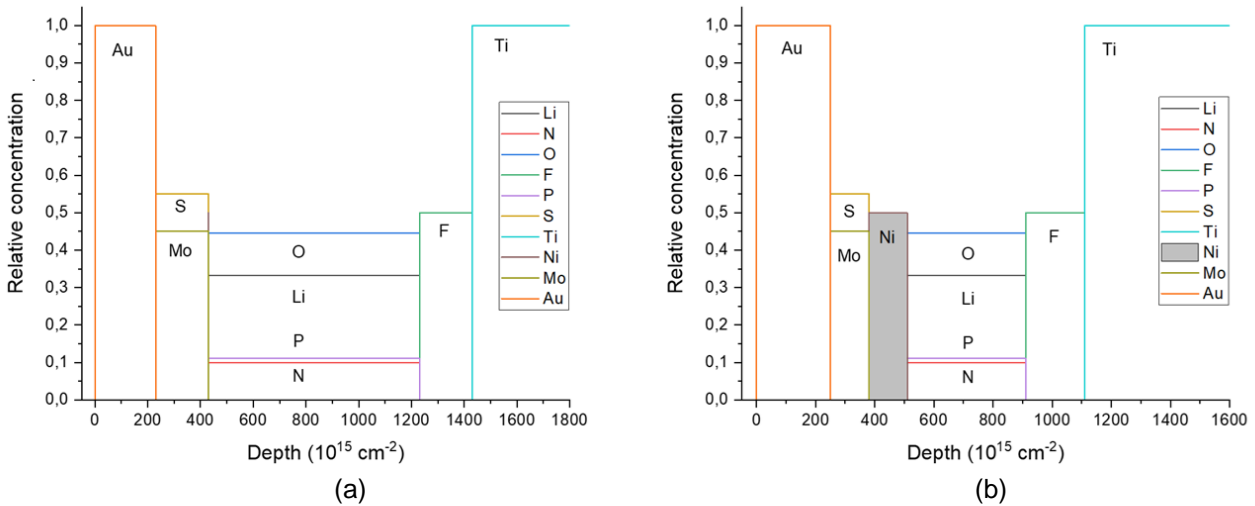 Relative concentration
1,0
0,9
0,8
0,7
0,6
0,5
0,4
0,3
0,2
0,1
0,0
Au
S
Mo
O
Li
P
N
F
Ti
Li
N
O
F
P
S
Ti
Ni
Mo
Au
0 200 400 600 800 1000 1200 1400 1600 1800
Depth (10¹⁵ cm⁻²)
(a)
Relative concentration
1,0
0,9
0,8
0,7
0,6
0,5
0,4
0,3
0,2
0,1
0,0
Au
S
Mo
Ni
O
Li
P
N
F
Ti
Li
N
O
F
P
S
Ti
Ni
Mo
Au
0 200 400 600 800 1000 1200 1400 1600
Depth (10¹⁵ cm⁻²)
(b)